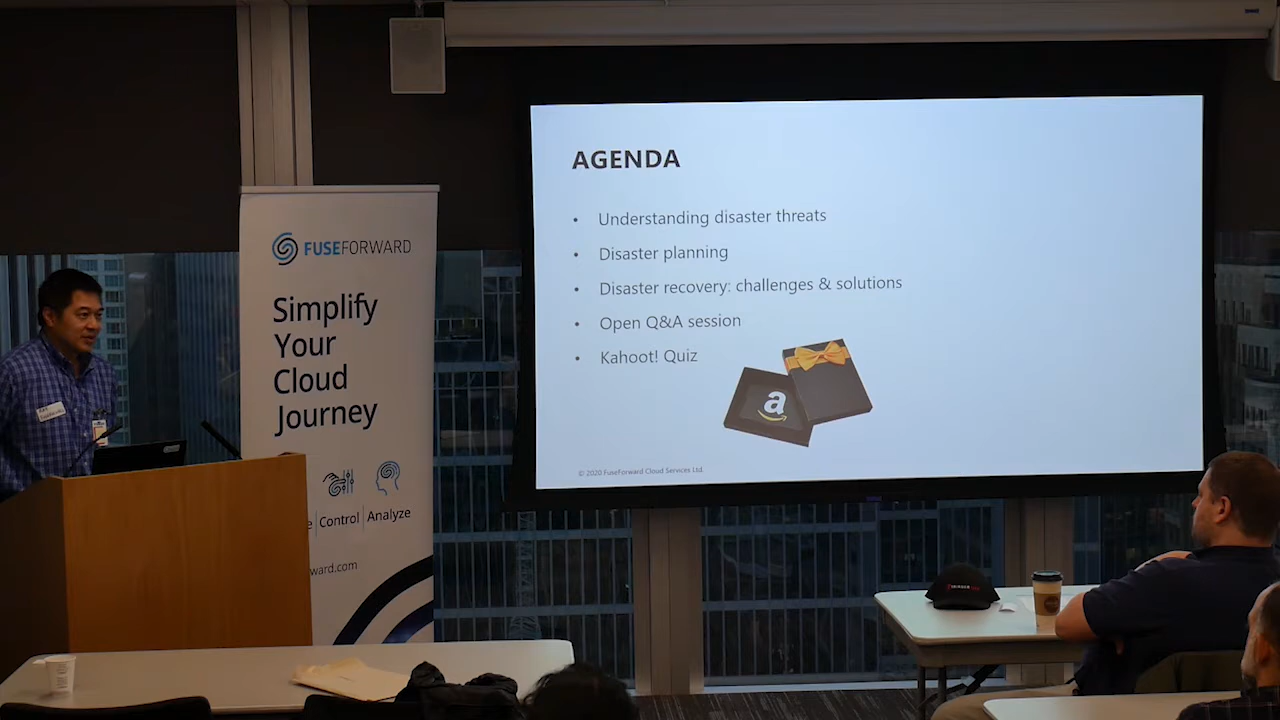 AGENDA
• Understanding disaster threats
• Disaster planning
• Disaster recovery: challenges & solutions
• Open Q&A session
• Kahoot! Quiz
a
© 2020 FuseForward Cloud Services Ltd.
FUSEFORWARD
Simplify
Your
Cloud
Journey
e | Control | Analyze
ward.com